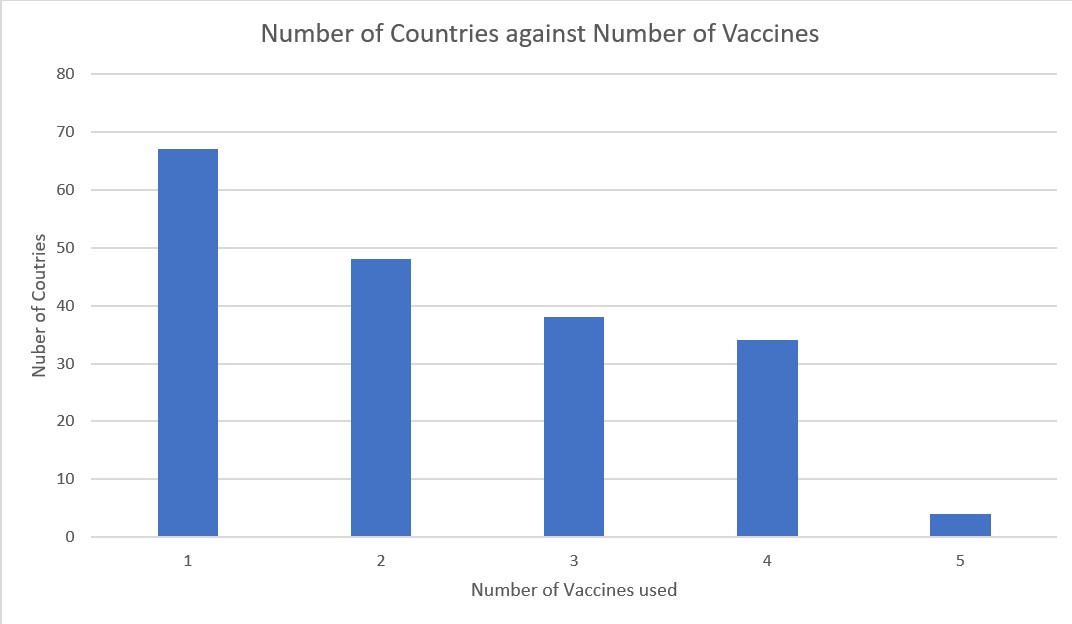 Number of Countries against Number of Vaccines
80
70
60
50
40
30
20
10
0
Nuber of Coutries
1 2 3 4 5
Number of Vaccines used